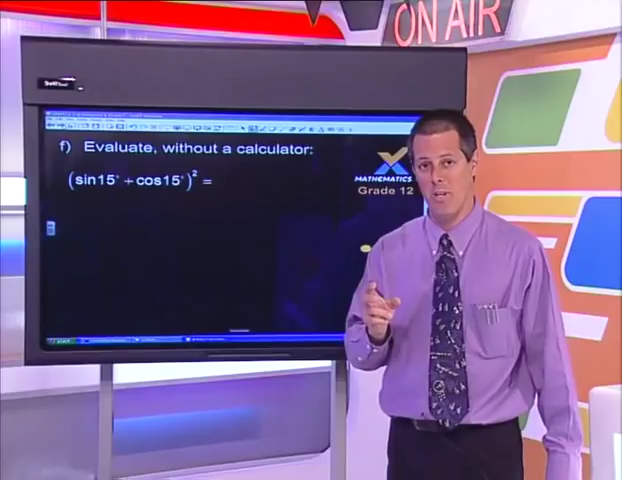 ON AIR
f) Evaluate, without a calculator:
(sin15° + cos15°)² =
MATHEMATICS
Grade 12